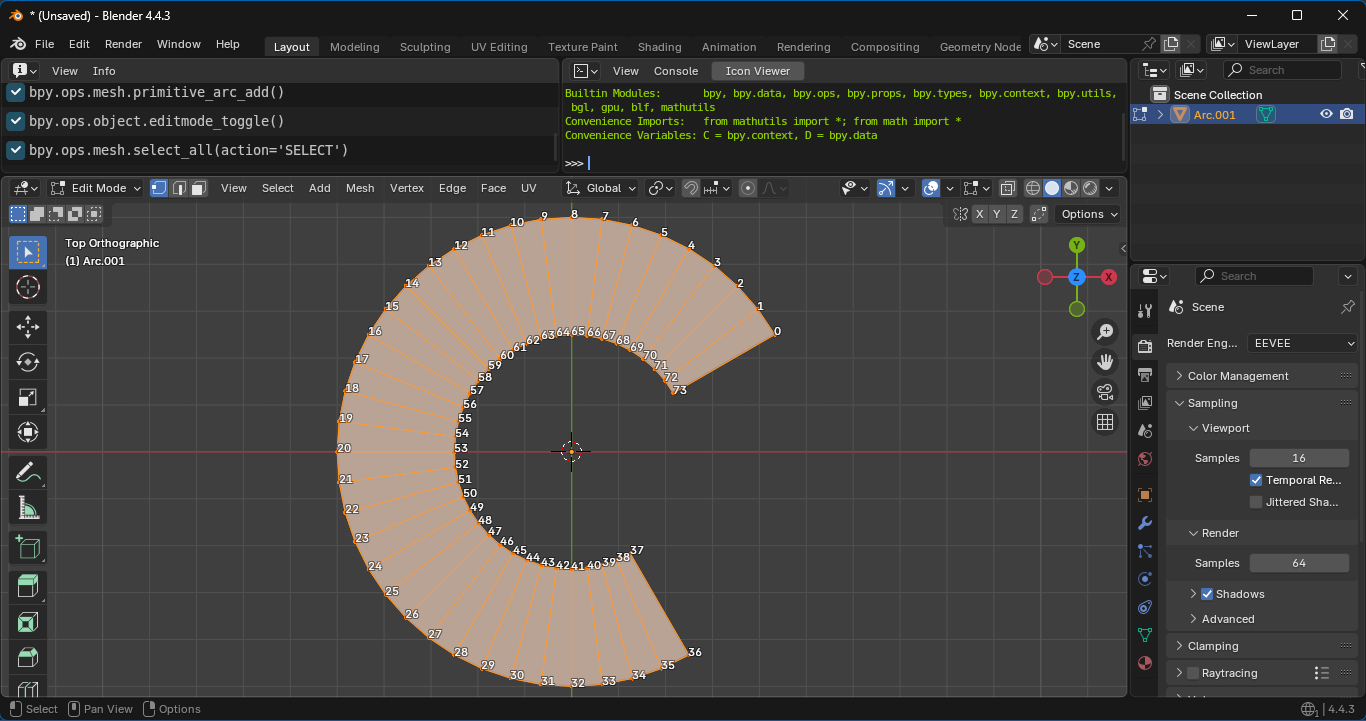 * (Unsaved) - Blender 4.4.3
File Edit Render Window Help Layout Modeling Sculpting UV Editing Texture Paint Shading Animation Rendering Compositing Geometry Node Scene ViewLayer
View Info
bpy.ops.mesh.primitive_arc_add()
bpy.ops.object.editmode_toggle()
bpy.ops.mesh.select_all(action='SELECT')
View Console Icon Viewer
Builtin Modules: bpy, bpy.data, bpy.ops, bpy.props, bpy.types, bpy.context, bpy.utils,
bgl, gpu, blf, mathutils
Convenience Imports: from mathutils import *; from math import *
Convenience Variables: C = bpy.context, D = bpy.data
>>>
Search
Scene Collection
Arc.001
Edit Mode View Select Add Mesh Vertex Edge Face UV Global
X Y Z Options
Top Orthographic
(1) Arc.001
Y
Z X
0
1
2
3
4
5
6
7
8
9
10
11
12
13
14
15
16
17
18
19
20
21
22
23
24
25
26
27
28
29
30
31
32
33
34
35
36
37
38
39
40
41
42
43
44
45
46
47
48
49
50
51
52
53
54
55
56
57
58
59
60
61
62
63
64
65
66
67
68
69
70
71
72
73
Search
Scene
Render Eng... EEVEE
Color Management
Sampling
Viewport
Samples 16
Temporal Re...
Jittered Sha...
Render
Samples 64
Shadows
Advanced
Clamping
Raytracing
Select Pan View Options 1 4.4.3